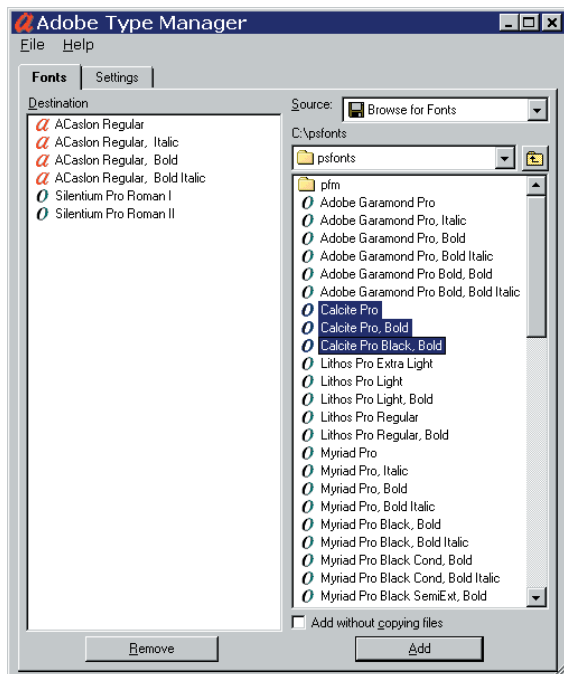 Adobe Type Manager
File Help
Fonts Settings
Destination
ACaslon Regular
ACaslon Regular, Italic
ACaslon Regular, Bold
ACaslon Regular, Bold Italic
Silentium Pro Roman I
Silentium Pro Roman II
Remove
Source: Browse for Fonts
C:\psfonts
psfonts
pfm
Adobe Garamond Pro
Adobe Garamond Pro, Italic
Adobe Garamond Pro, Bold
Adobe Garamond Pro, Bold Italic
Adobe Garamond Pro Bold, Bold
Adobe Garamond Pro Bold, Bold Italic
Calcite Pro
Calcite Pro, Bold
Calcite Pro Black, Bold
Lithos Pro Extra Light
Lithos Pro Light
Lithos Pro Light, Bold
Lithos Pro Regular
Lithos Pro Regular, Bold
Myriad Pro
Myriad Pro, Italic
Myriad Pro, Bold
Myriad Pro, Bold Italic
Myriad Pro Black, Bold
Myriad Pro Black, Bold Italic
Myriad Pro Black Cond, Bold
Myriad Pro Black Cond, Bold Italic
Myriad Pro Black SemiExt, Bold
Add without copying files
Add